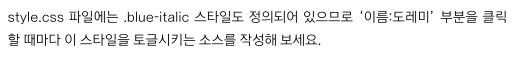 style.css 파일에는 .blue-italic 스타일도 정의되어 있으므로 ‘이름:도레미’ 부분을 클릭
할 때마다 이 스타일을 토글시키는 소스를 작성해 보세요.